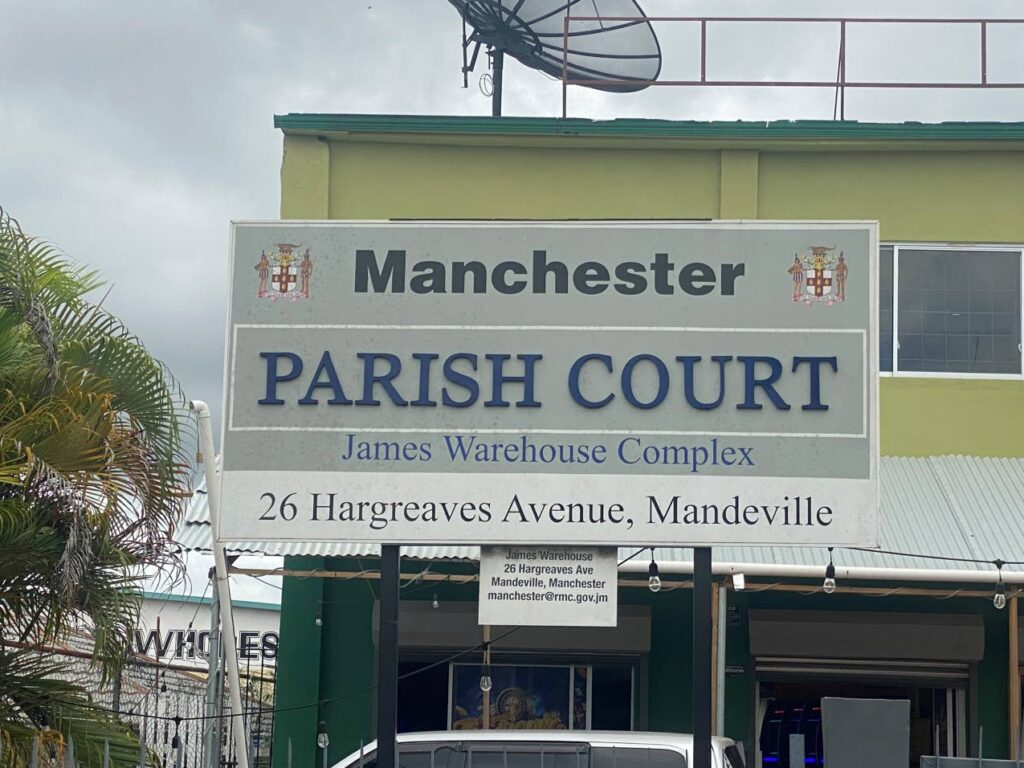 Manchester
PARISH COURT
James Warehouse Complex
26 Hargreaves Avenue, Mandeville
James Warehouse
26 Hargreaves Ave
Mandeville, Manchester
manchester@rmc.gov.jm